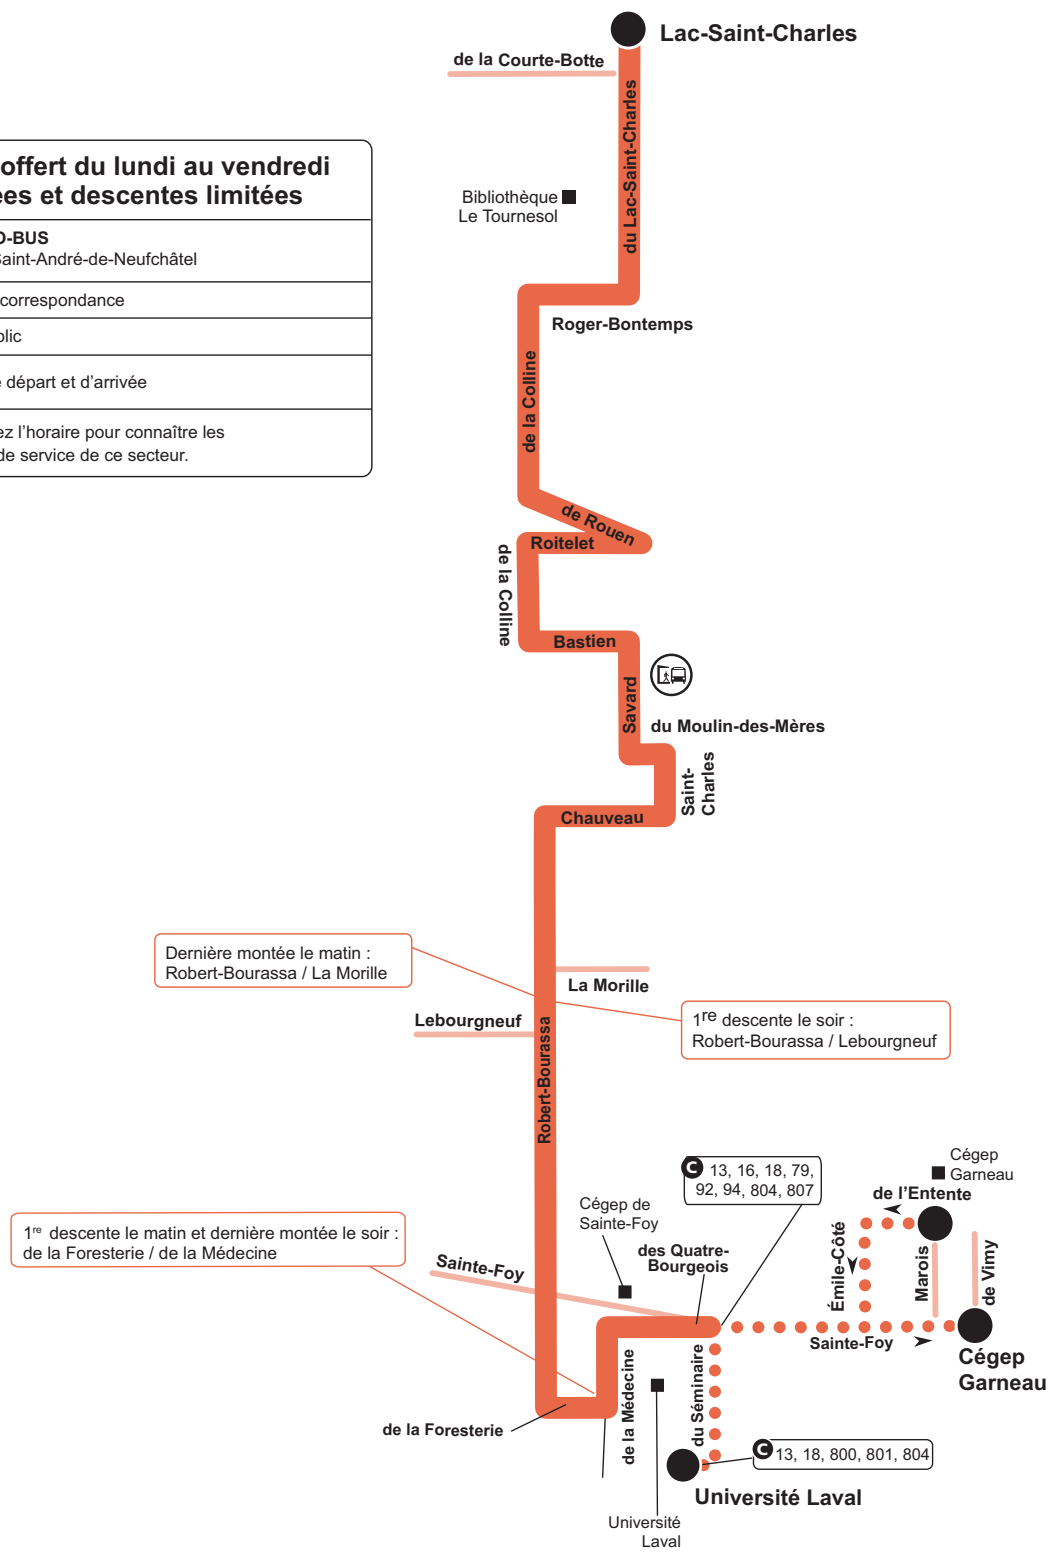 Lac-Saint-Charles
de la Courte-Botte
du Lac-Saint-Charles
offert du lundi au vendredi
et descentes limitées
-BUS
Saint-André-de-Neufchâtel
correspondance
départ et d'arrivée
l'horaire pour connaître les
de service de ce secteur.
Bibliothèque
Le Tournesol
Roger-Bontemps
de la Colline
de Rouen
Roitelet
de la Colline
Bastien
Savard
du Moulin-des-Mères
Saint-
Charles
Chauveau
Dernière montée le matin :
Robert-Bourassa / La Morille
La Morille
Lebourgneuf
1re descente le soir :
Robert-Bourassa / Lebourgneuf
Robert-Bourassa
C 13, 16, 18, 79,
92, 94, 804, 807
Cégep
Garneau
de l'Entente
Cégep de
Sainte-Foy
des Quatre-
Bourgeois
1re descente le matin et dernière montée le soir :
de la Foresterie / de la Médecine
Sainte-Foy
Émile-Côté
Marois
de Vimy
Sainte-Foy
Cégep
Garneau
de la Médecine
du Séminaire
de la Foresterie
C 13, 18, 800, 801, 804
Université Laval
Université
Laval